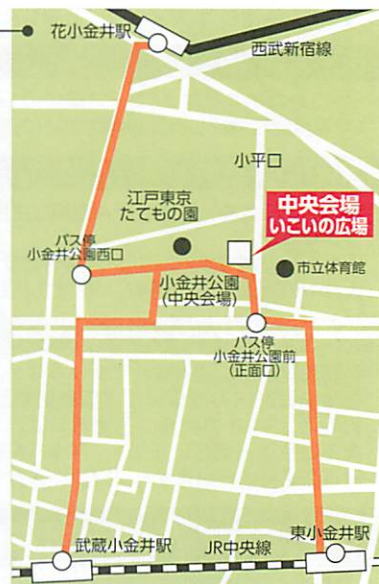 花小金井駅
西武新宿線
小平口
江戸東京
たてもの園
中央会場
いこいの広場
バス停
小金井公園西口
市立体育館
小金井公園
(中央会場)
バス停
小金井公園前
(正面口)
武蔵小金井駅
JR中央線
東小金井駅